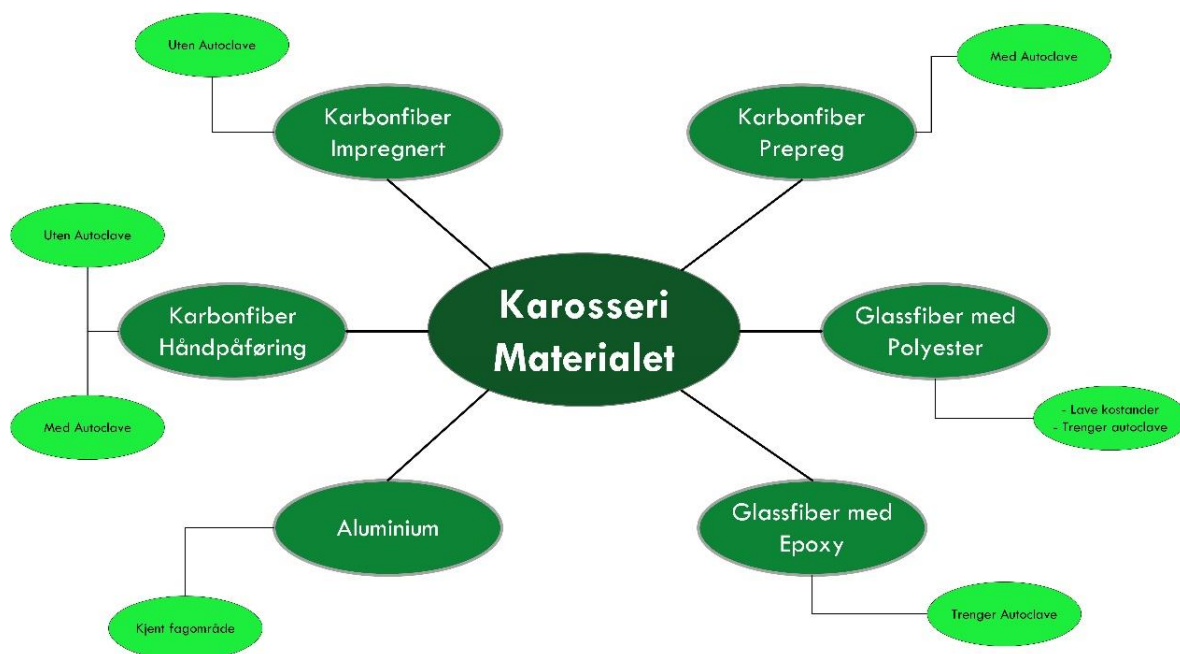 Uten Autoclave
Med Autoclave
Karbonfiber
Impregnert
Karbonfiber
Prepreg
Uten Autoclave
Karbonfiber
Håndpåføring
Med Autoclave
Karosseri
Materialet
Glassfiber med
Polyester
- Lave kostander
- Trenger autoclave
Aluminium
Glassfiber med
Epoxy
Kjent fagområde
Trenger Autoclave